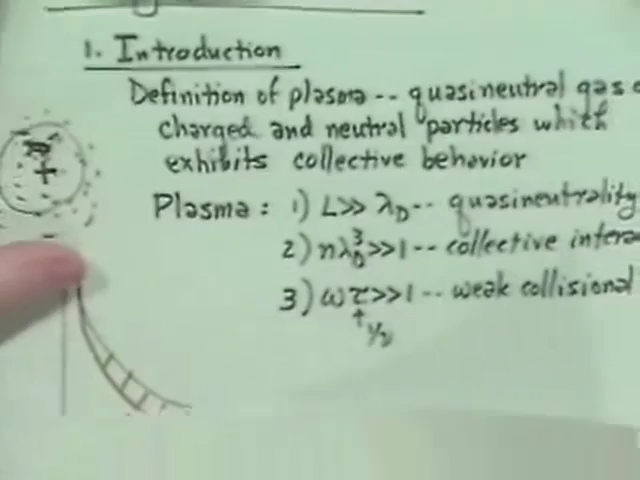 1. Introduction
Definition of plasma -- quasineutral gas
charged and neutral particles which
exhibits collective behavior
+
Plasma: 1) L>> λD -- quasineutrality
2) nλD³ >>1 -- collective
3) ωτ>>1 -- weak collisional
↑
1/ν